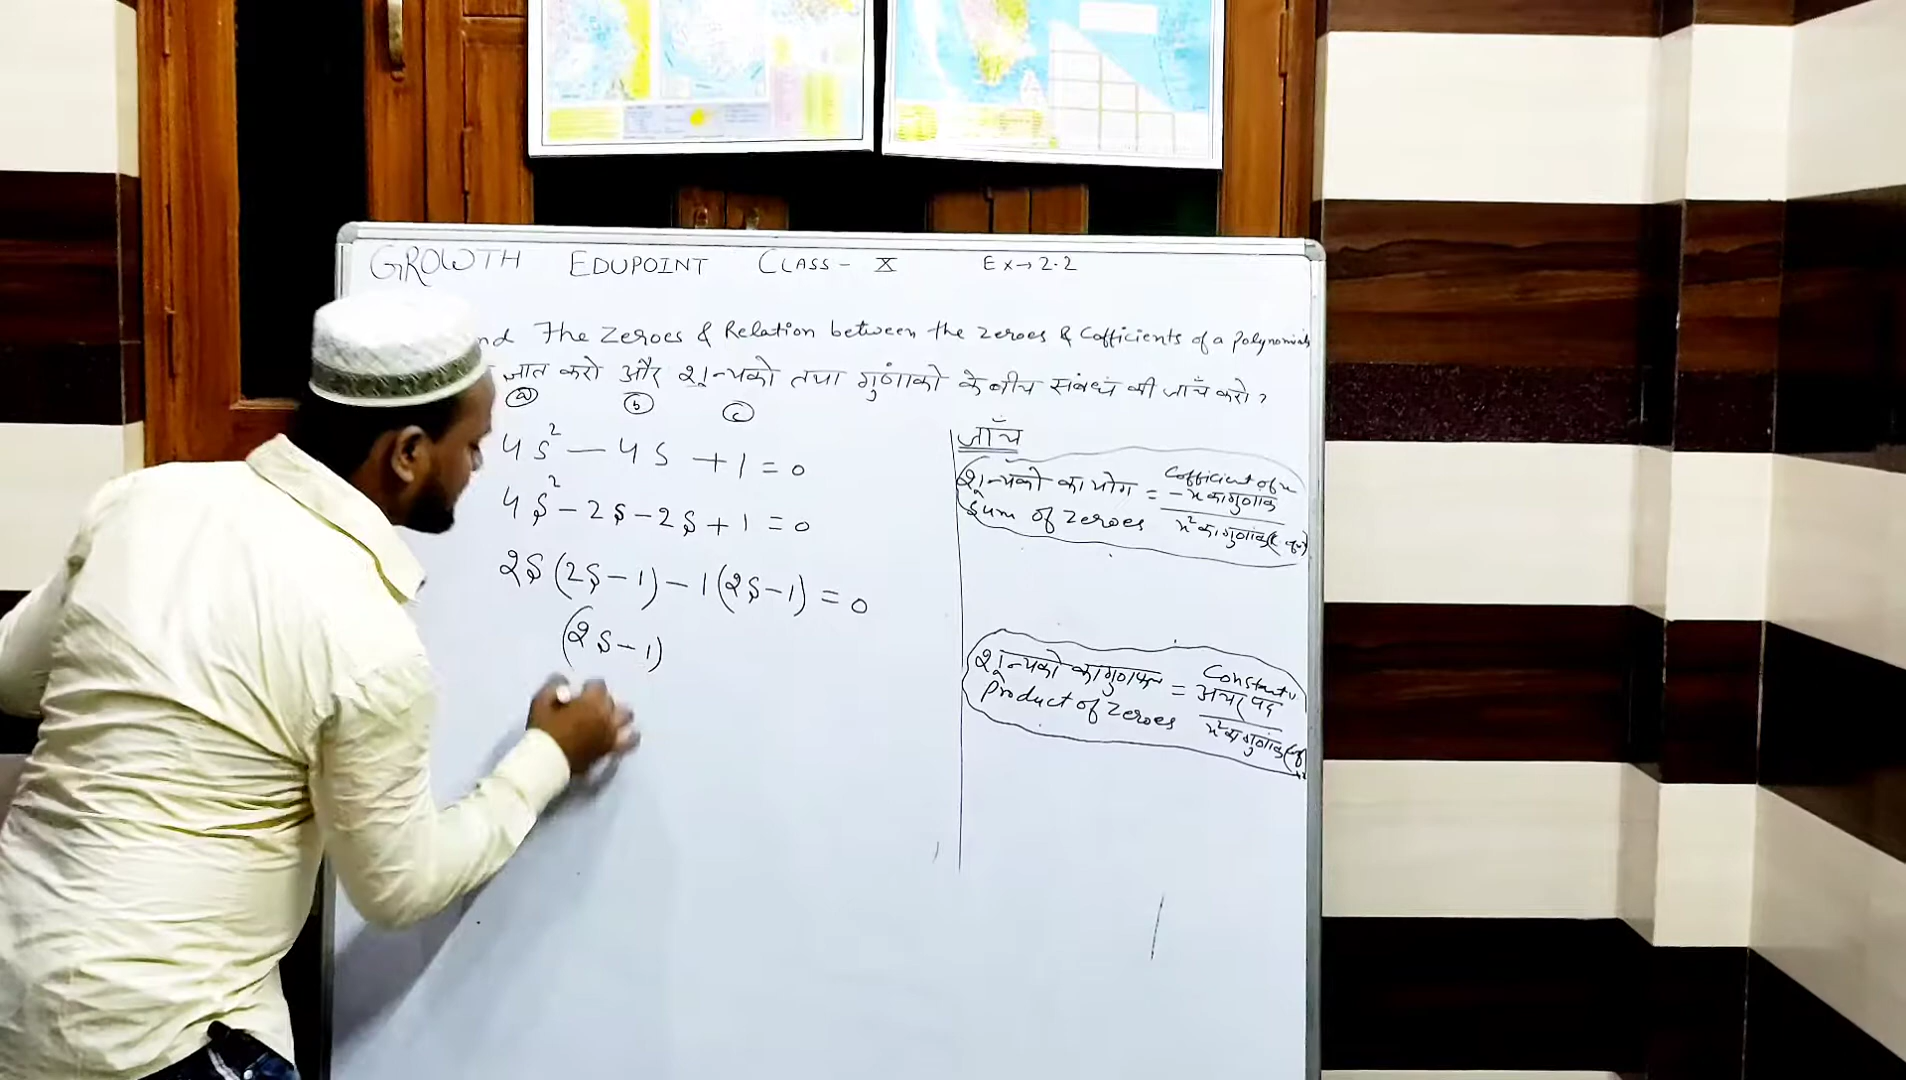 GROWTH EDUPOINT CLASS- X Ex→2.2
nd The Zeroes & Relation between the zeroes & Cofficients of a polynomials
ज्ञात करो और शून्यको तथा गुणांको के बीच संबधं की जाँच करो?
(a) (b) (c)
4s² - 4s + 1 = 0
4s² - 2s - 2s + 1 = 0
2s(2s-1) - 1(2s-1) = 0
(2s-1)
जाँच
Cofficient of x
शून्यको का योग = -x का गुणांक
Sum of Zeroes x² का गुणांक
Constant
शून्यको का गुणनफल = अचर पद
Product of Zeroes x² का गुणांक